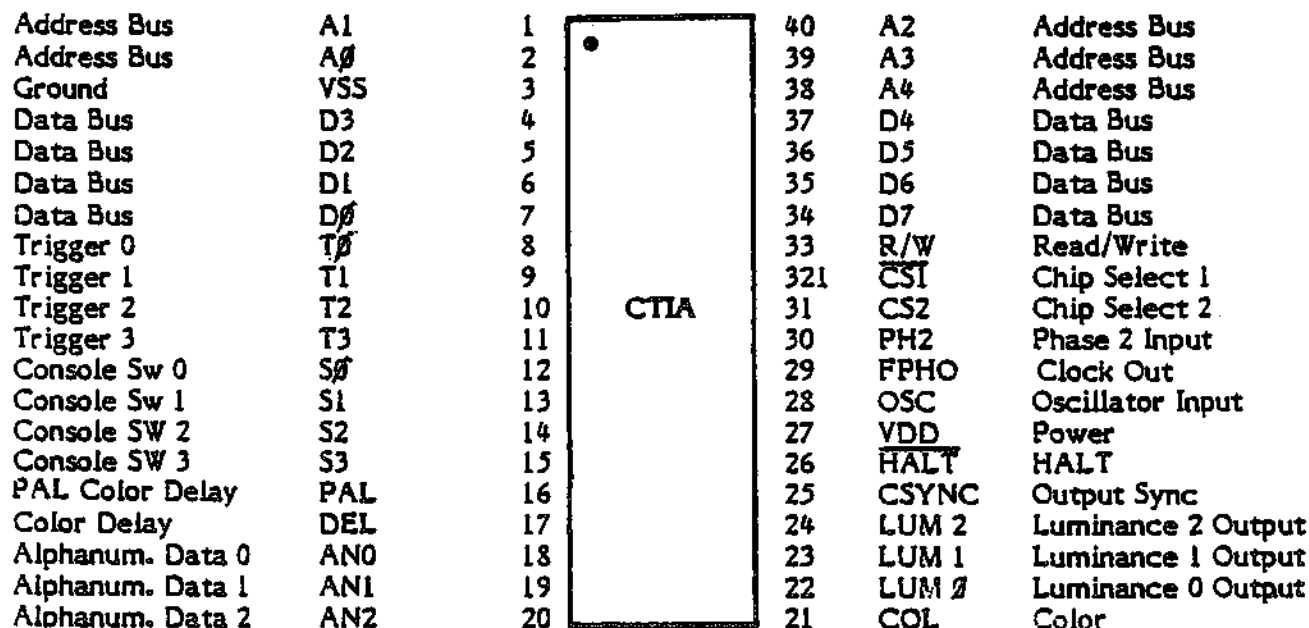 Address Bus A1 1 40 A2 Address Bus
Address Bus AØ 2 39 A3 Address Bus
Ground VSS 3 38 A4 Address Bus
Data Bus D3 4 37 D4 Data Bus
Data Bus D2 5 36 D5 Data Bus
Data Bus D1 6 35 D6 Data Bus
Data Bus DØ 7 34 D7 Data Bus
Trigger 0 TØ 8 33 R/W Read/Write
Trigger 1 T1 9 321 C̅S̅1̅ Chip Select 1
Trigger 2 T2 10 CTIA 31 CS2 Chip Select 2
Trigger 3 T3 11 30 PH2 Phase 2 Input
Console Sw 0 SØ 12 29 FPHO Clock Out
Console Sw 1 S1 13 28 OSC Oscillator Input
Console SW 2 S2 14 27 VDD Power
Console SW 3 S3 15 26 H̅A̅L̅T̅ HALT
PAL Color Delay PAL 16 25 CSYNC Output Sync
Color Delay DEL 17 24 LUM 2 Luminance 2 Output
Alphanum. Data 0 AN0 18 23 LUM 1 Luminance 1 Output
Alphanum. Data 1 AN1 19 22 LUM Ø Luminance 0 Output
Alphanum. Data 2 AN2 20 21 COL Color